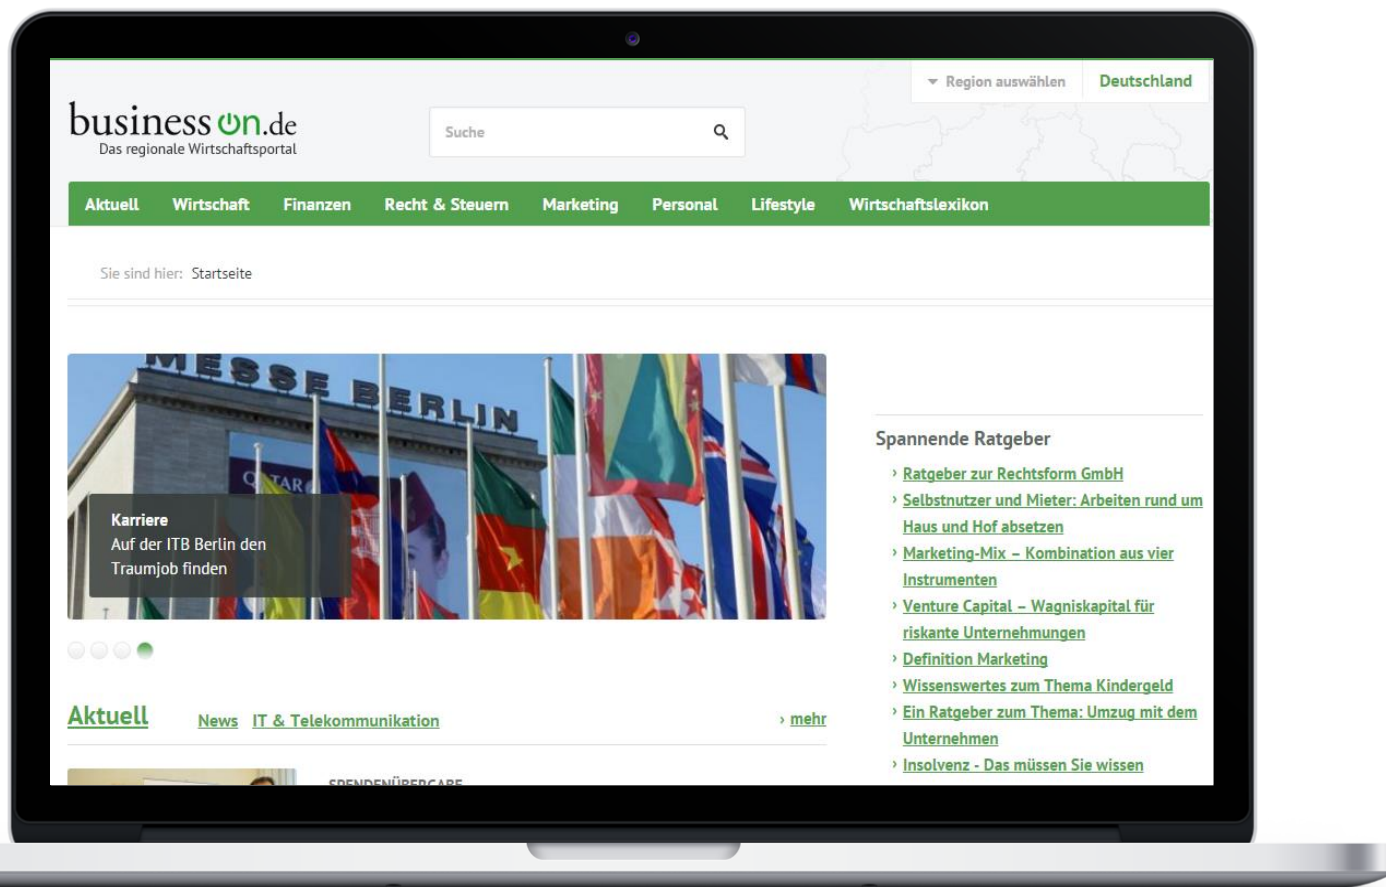 Region auswählen
Deutschland
business on.de
Das regionale Wirtschaftsportal
Suche
Aktuell
Wirtschaft
Finanzen
Recht & Steuern
Marketing
Personal
Lifestyle
Wirtschaftslexikon
Sie sind hier: Startseite
MESSE BERLIN
QATAR
Karriere
Auf der ITB Berlin den
Traumjob finden
Spannende Ratgeber
› Ratgeber zur Rechtsform GmbH
› Selbstnutzer und Mieter: Arbeiten rund um
Haus und Hof absetzen
› Marketing-Mix – Kombination aus vier
Instrumenten
› Venture Capital – Wagniskapital für
riskante Unternehmungen
› Definition Marketing
› Wissenswertes zum Thema Kindergeld
› Ein Ratgeber zum Thema: Umzug mit dem
Unternehmen
› Insolvenz - Das müssen Sie wissen
Aktuell
News
IT & Telekommunikation
› mehr
SPENDENÜBERGABE